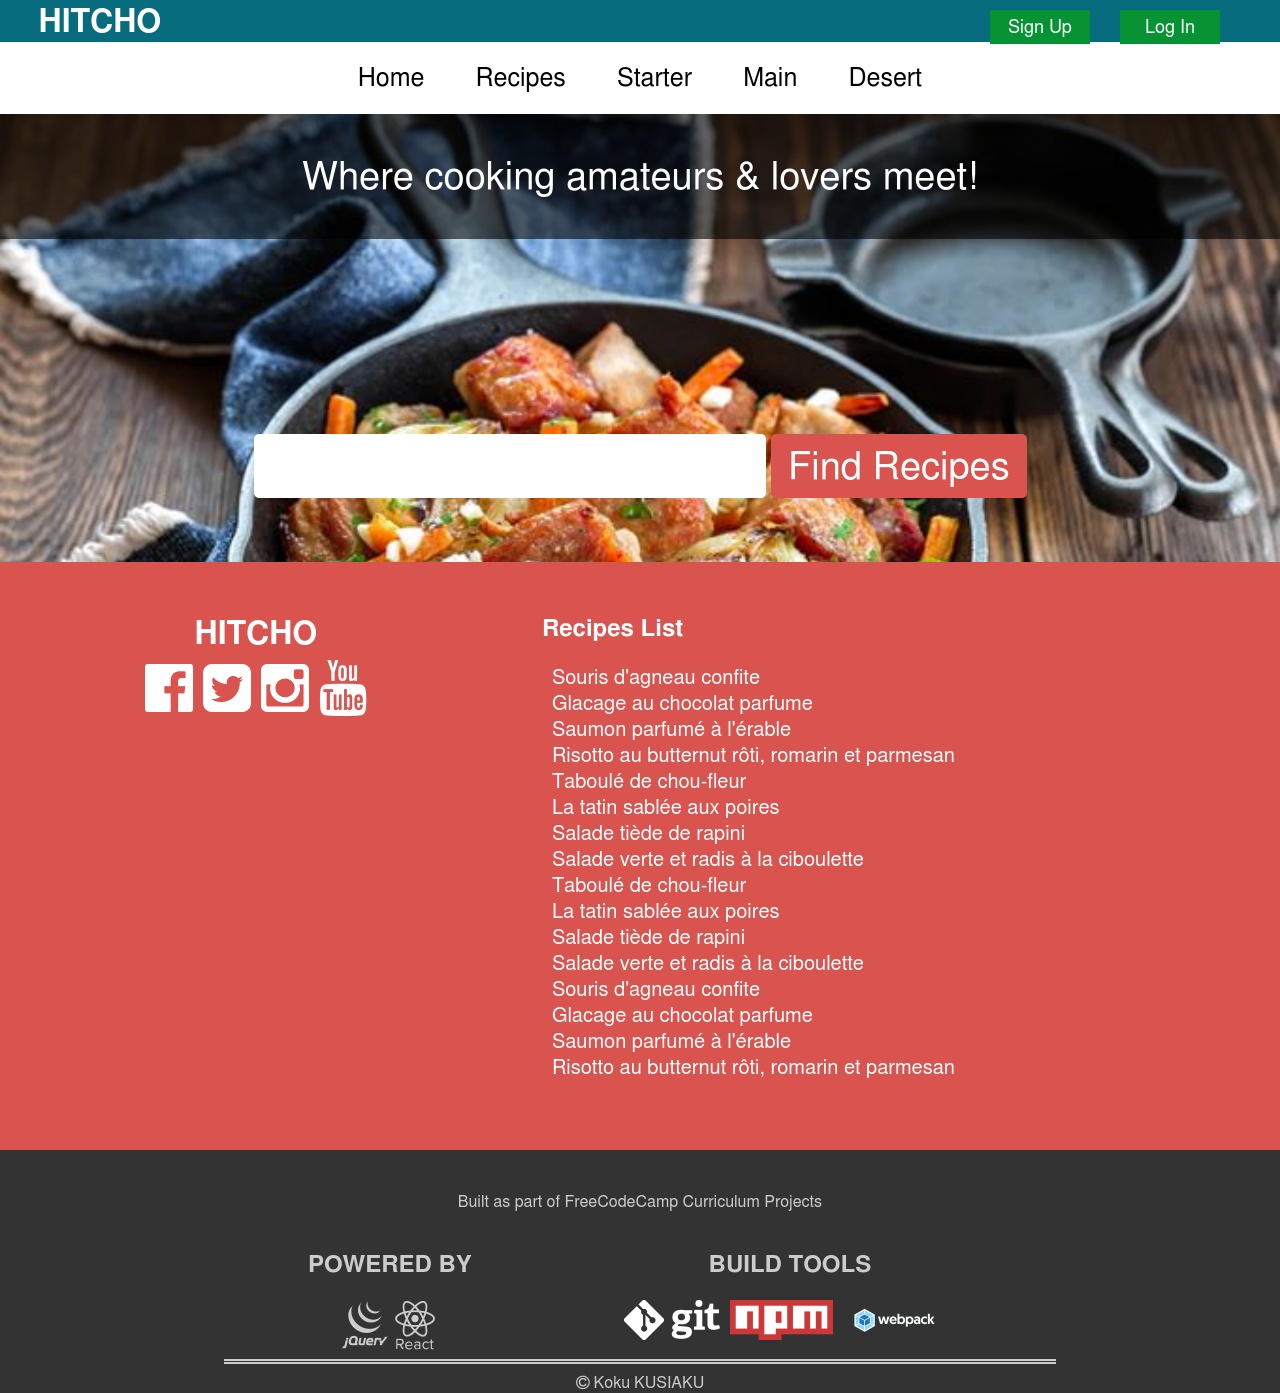 HITCHO
Sign Up
Log In
Home
Recipes
Starter
Main
Desert
Where cooking amateurs & lovers meet!
Find Recipes
HITCHO
You
Tube
Recipes List
Souris d'agneau confite
Glacage au chocolat parfume
Saumon parfumé à l'érable
Risotto au butternut rôti, romarin et parmesan
Taboulé de chou-fleur
La tatin sablée aux poires
Salade tiède de rapini
Salade verte et radis à la ciboulette
Taboulé de chou-fleur
La tatin sablée aux poires
Salade tiède de rapini
Salade verte et radis à la ciboulette
Souris d'agneau confite
Glacage au chocolat parfume
Saumon parfumé à l'érable
Risotto au butternut rôti, romarin et parmesan
Built as part of FreeCodeCamp Curriculum Projects
POWERED BY
jQuery
React
BUILD TOOLS
git
npm
webpack
© Koku KUSIAKU